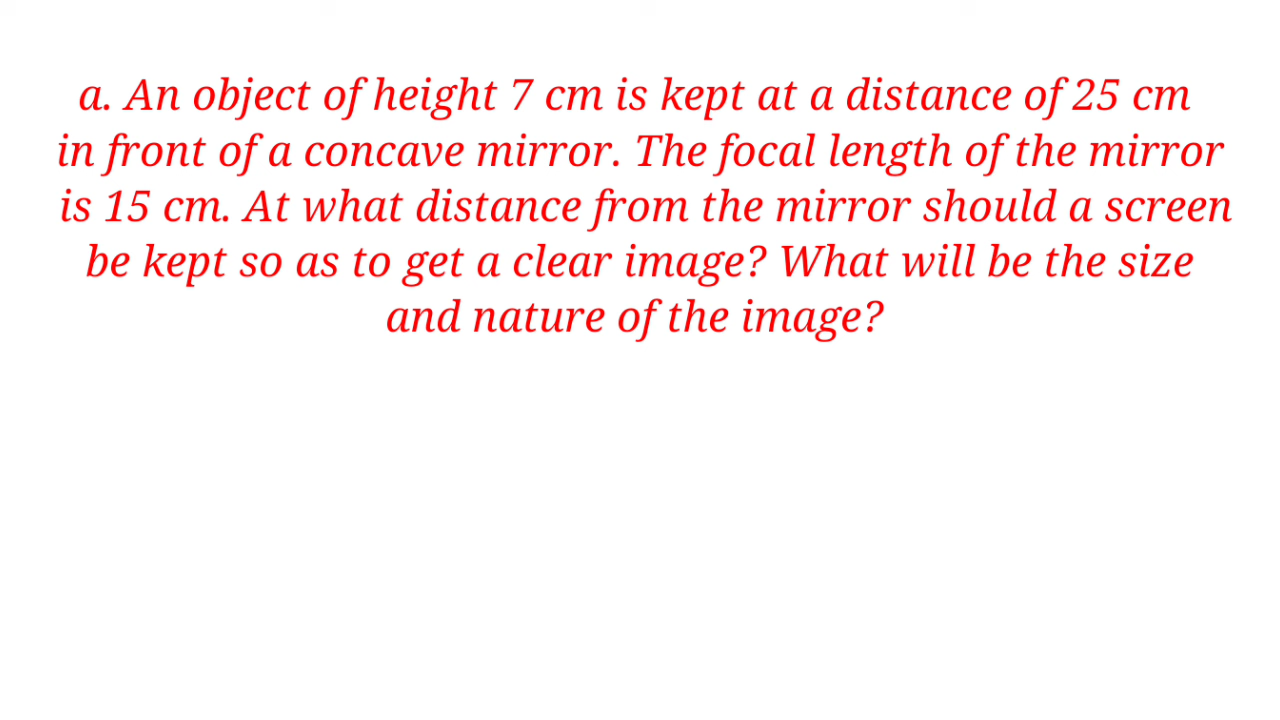 a. An object of height 7 cm is kept at a distance of 25 cm
in front of a concave mirror. The focal length of the mirror
is 15 cm. At what distance from the mirror should a screen
be kept so as to get a clear image? What will be the size
and nature of the image?